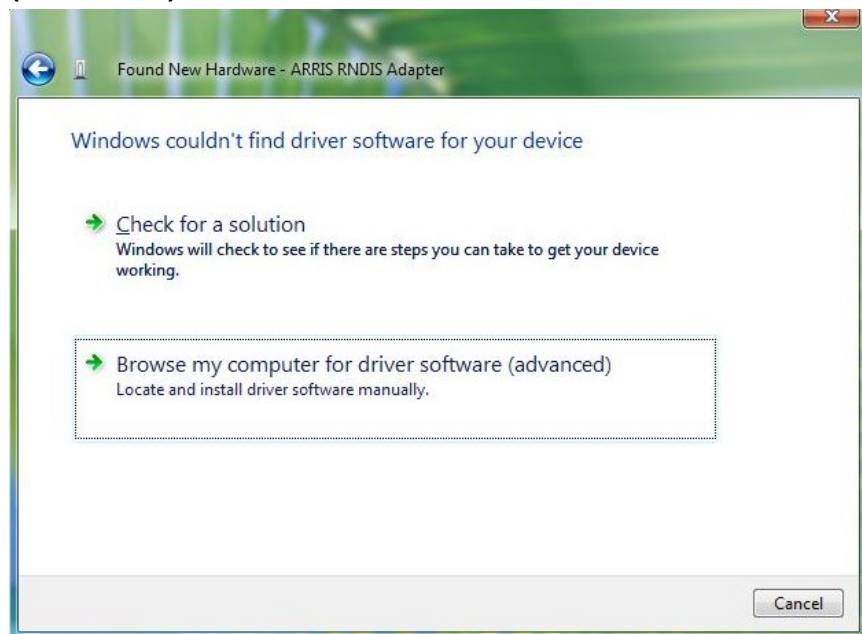 Found New Hardware - ARRIS RNDIS Adapter
Windows couldn't find driver software for your device
Check for a solution
Windows will check to see if there are steps you can take to get your device
working.
Browse my computer for driver software (advanced)
Locate and install driver software manually.
Cancel